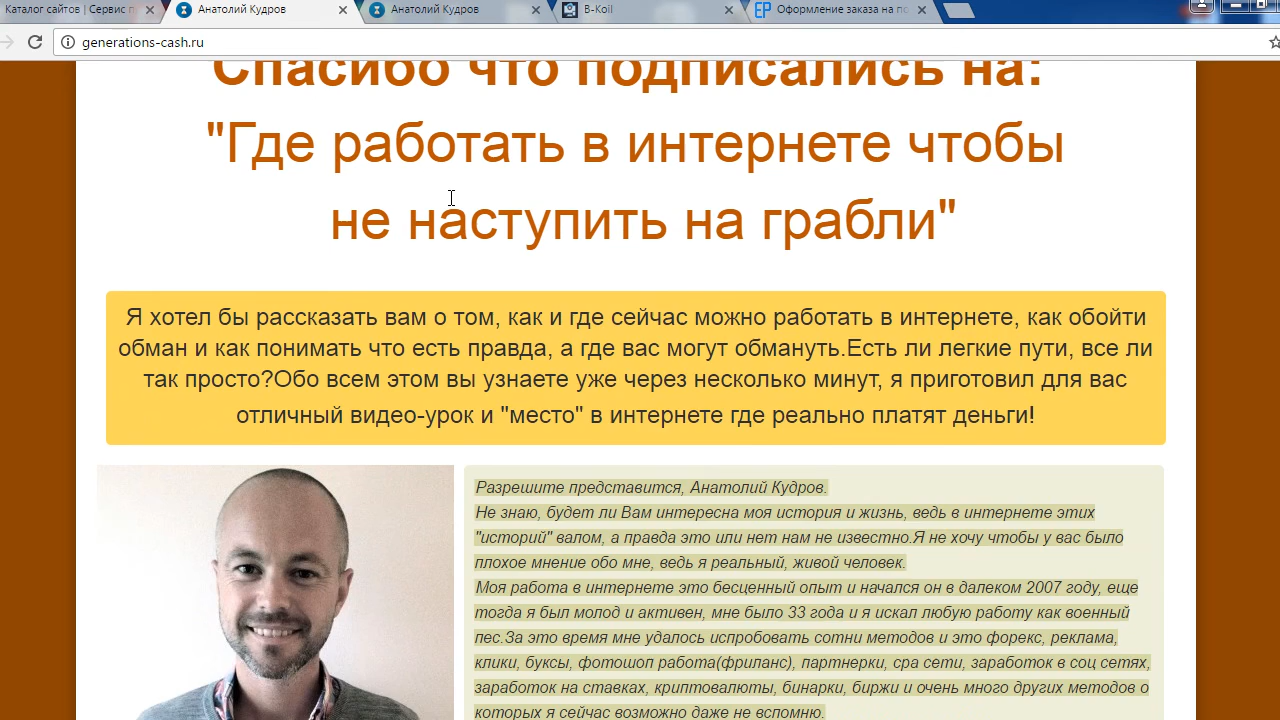 Каталог сайтов | Сервис п
Анатолий Кудров
Анатолий Кудров
B-Koil
Оформление заказа на по
generations-cash.ru
Спасибо что подписались на:
"Где работать в интернете чтобы
не наступить на грабли"
Я хотел бы рассказать вам о том, как и где сейчас можно работать в интернете, как обойти
обман и как понимать что есть правда, а где вас могут обмануть.Есть ли легкие пути, все ли
так просто?Обо всем этом вы узнаете уже через несколько минут, я приготовил для вас
отличный видео-урок и "место" в интернете где реально платят деньги!
Разрешите представится, Анатолий Кудров.
Не знаю, будет ли Вам интересна моя история и жизнь, ведь в интернете этих
"историй" валом, а правда это или нет нам не известно.Я не хочу чтобы у вас было
плохое мнение обо мне, ведь я реальный, живой человек.
Моя работа в интернете это бесценный опыт и начался он в далеком 2007 году, еще
тогда я был молод и активен, мне было 33 года и я искал любую работу как военный
пес.За это время мне удалось испробовать сотни методов и это форекс, реклама,
клики, буксы, фотошоп работа(фриланс), партнерки, сра сети, заработок в соц сетях,
заработок на ставках, криптовалюты, бинарки, биржи и очень много других методов о
которых я сейчас возможно даже не вспомню.